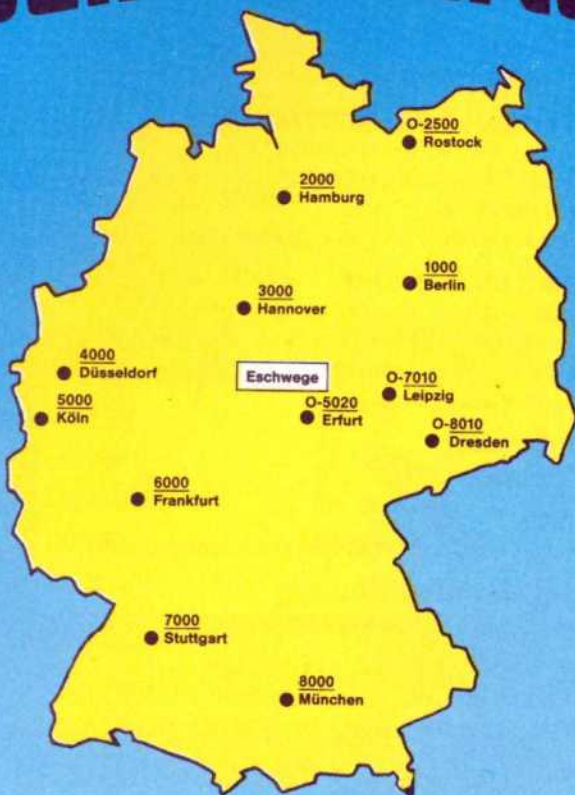 O-2500
Rostock
2000
Hamburg
1000
Berlin
3000
Hannover
4000
Düsseldorf
Eschwege
O-7010
Leipzig
5000
Köln
O-5020
Erfurt
O-8010
Dresden
6000
Frankfurt
7000
Stuttgart
8000
München